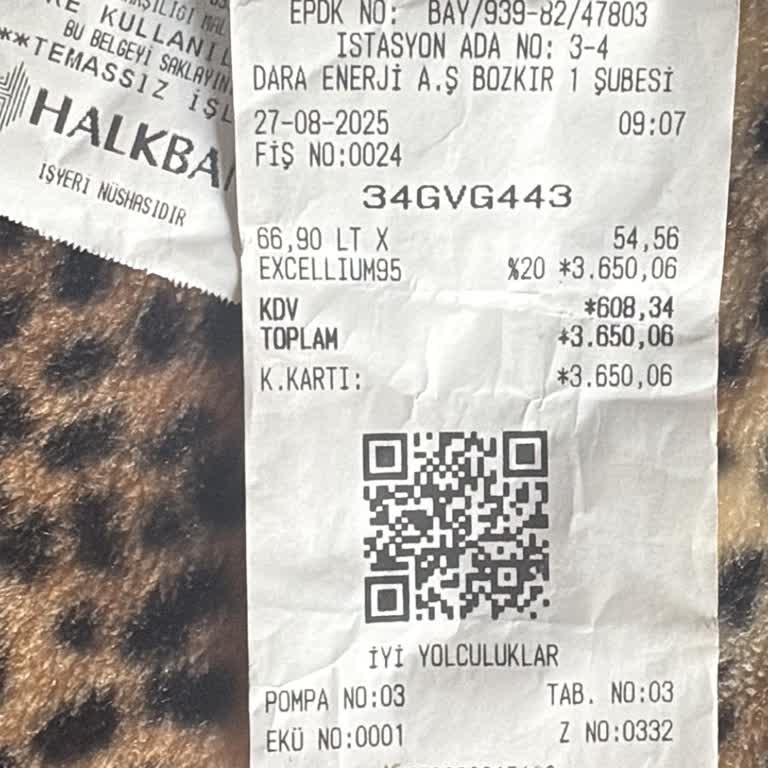 KULLANIL
BU BELGEYİ SAKLAYIN
**TEMASSIZ İŞL
HALKBA
İŞYERİ NÜSHASIDIR
EPDK NO: BAY/939-82/47803
ISTASYON ADA NO: 3-4
DARA ENERJİ A.Ş BOZKIR 1 ŞUBESİ
27-08-2025 09:07
FİŞ NO:0024
34GVG443
66,90 LT X 54,56
EXCELLIUM95 %20 *3.650,06
KDV *608,34
TOPLAM *3.650,06
K.KARTI: *3.650,06
İYİ YOLCULUKLAR
POMPA NO:03 TAB. NO:03
EKÜ NO:0001 Z NO:0332